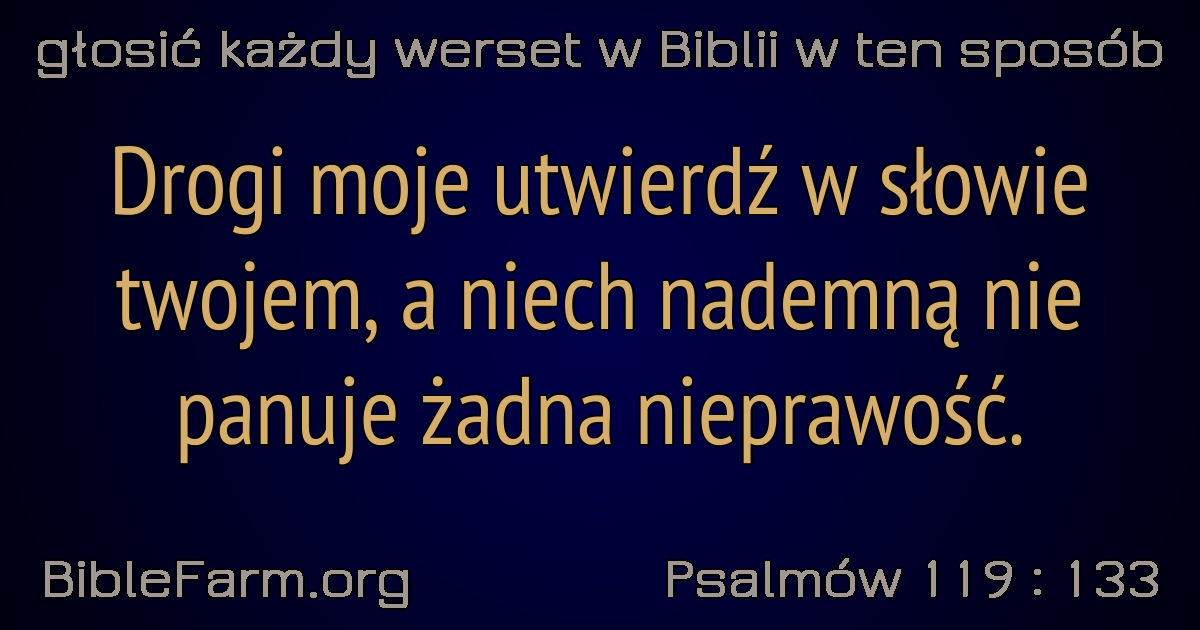 głosić każdy werset w Biblii w ten sposób
Drogi moje utwierdź w słowie
twojem, a niech nademną nie
panuje żadna nieprawość.
BibleFarm.org
Psalmów 119 : 133